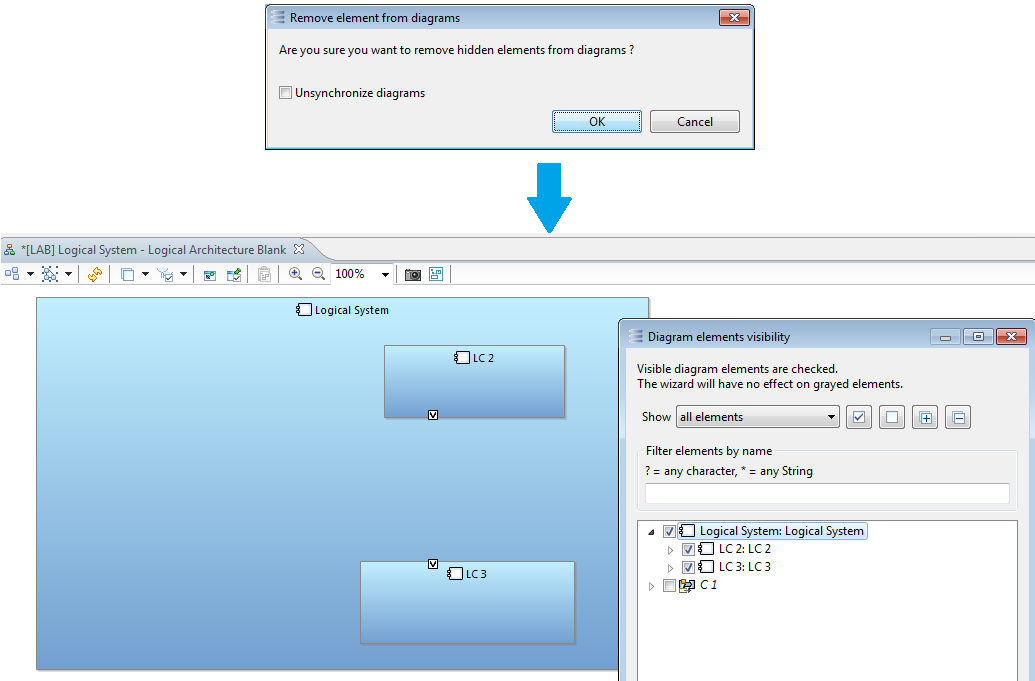 Remove element from diagrams
Are you sure you want to remove hidden elements from diagrams ?
Unsynchronize diagrams
OK Cancel
*[LAB] Logical System - Logical Architecture Blank
100%
Logical System
LC 2
V
V
LC 3
Diagram elements visibility
Visible diagram elements are checked.
The wizard will have no effect on grayed elements.
Show all elements
Filter elements by name
? = any character, * = any String
Logical System: Logical System
LC 2: LC 2
LC 3: LC 3
C 1